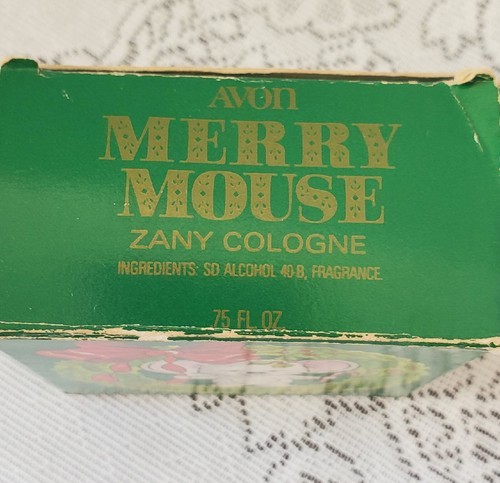 AVON
MERRY
MOUSE
ZANY COLOGNE
INGREDIENTS: SD ALCOHOL 40-B, FRAGRANCE.
.75 FL. OZ.